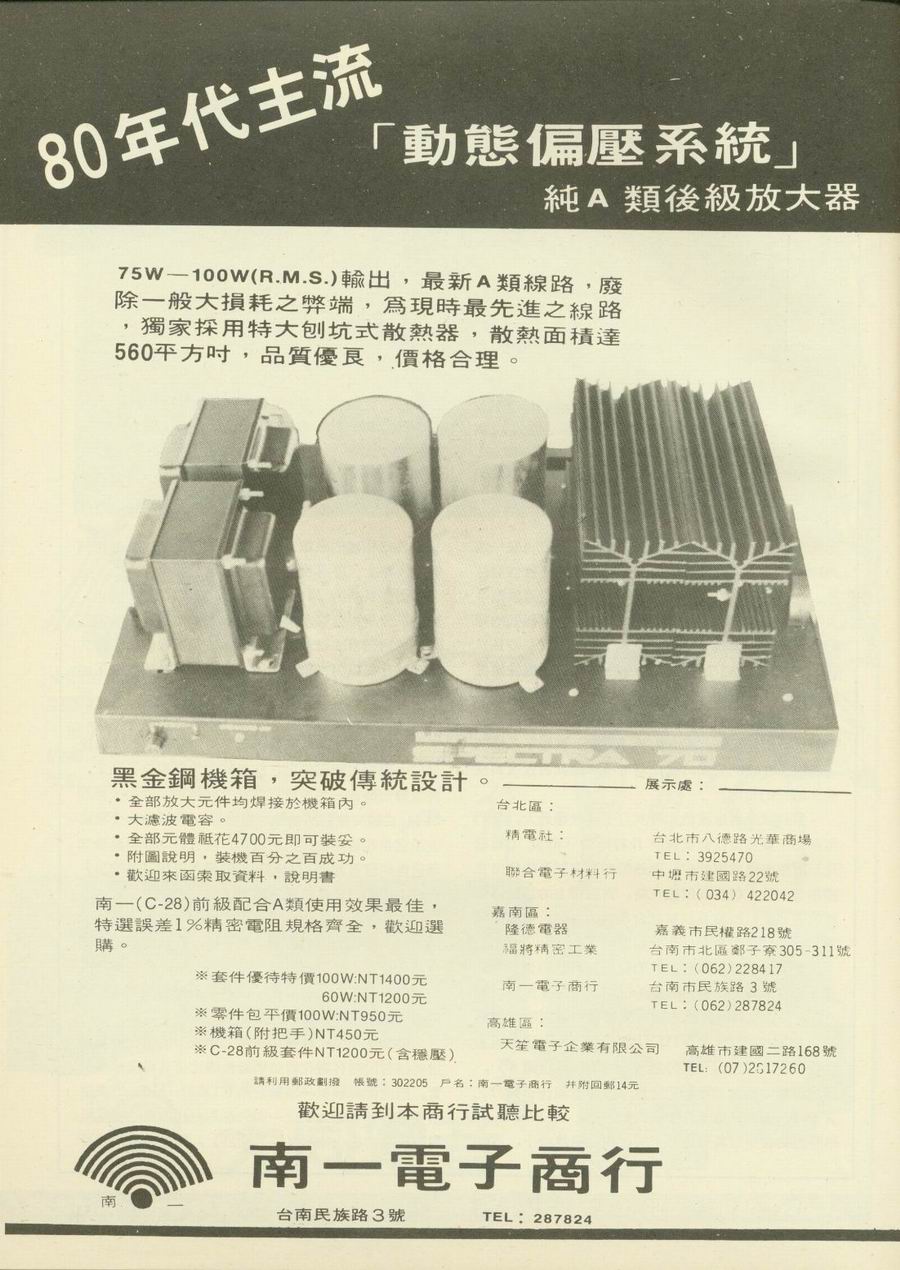 80年代主流
「動態偏壓系統」
純A 類後級放大器
75W—100W(R.M.S.)輸出，最新A類線路，廢
除一般大損耗之弊端，為現時最先進之線路
，獨家採用特大刨坑式散熱器，散熱面積達
560平方吋，品質優良，價格合理。
SPECTRA 70
黑金鋼機箱，突破傳統設計。
• 全部放大元件均焊接於機箱內。
• 大濾波電容。
• 全部元體祇花4700元即可裝妥。
• 附圖說明，裝機百分之百成功。
• 歡迎來函索取資料，說明書
南一(C-28)前級配合A類使用效果最佳，
特選誤差1%精密電阻規格齊全，歡迎選
購。
※套件優待特價100W:NT1400元
60W:NT1200元
※零件包平價100W:NT950元
※機箱(附把手)NT450元
※C-28前級套件NT1200元(含穩壓)
展示處：
台北區：
精電社： 台北市八德路光華商場
TEL：3925470
聯合電子材料行 中壢市建國路22號
TEL：(034) 422042
嘉南區：
隆德電器 嘉義市民權路218號
福將精密工業 台南市北區鄭子寮305-311號
TEL：(062)228417
南一電子商行 台南市民族路3號
TEL：(062)287824
高雄區：
天笙電子企業有限公司 高雄市建國二路168號
TEL: (07)2517260
請利用郵政劃撥 帳號：302205 戶名：南一電子商行 并附回郵14元
歡迎請到本商行試聽比較
南一
南一電子商行
台南民族路3號 TEL：287824